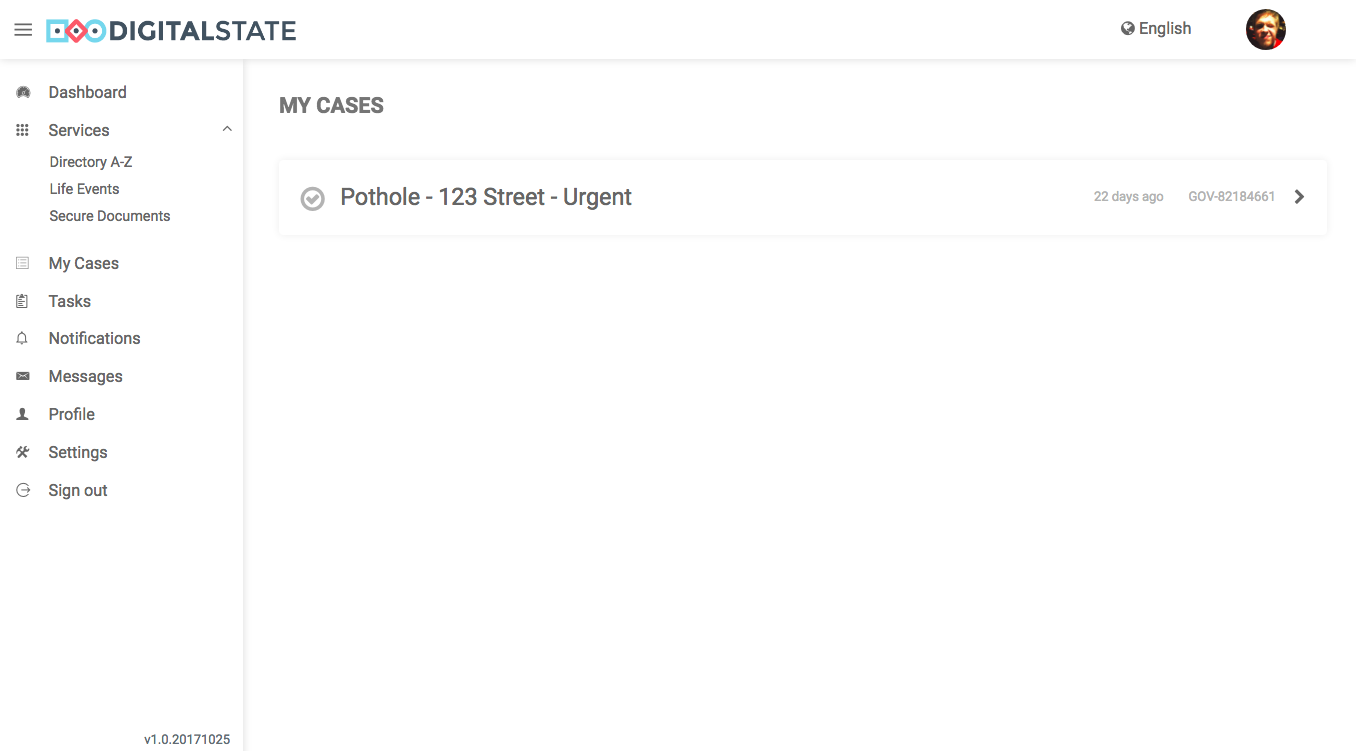 DIGITALSTATE
English
Dashboard
Services
Directory A-Z
Life Events
Secure Documents
My Cases
Tasks
Notifications
Messages
Profile
Settings
Sign out
v1.0.20171025
MY CASES
Pothole - 123 Street - Urgent
22 days ago
GOV-82184661